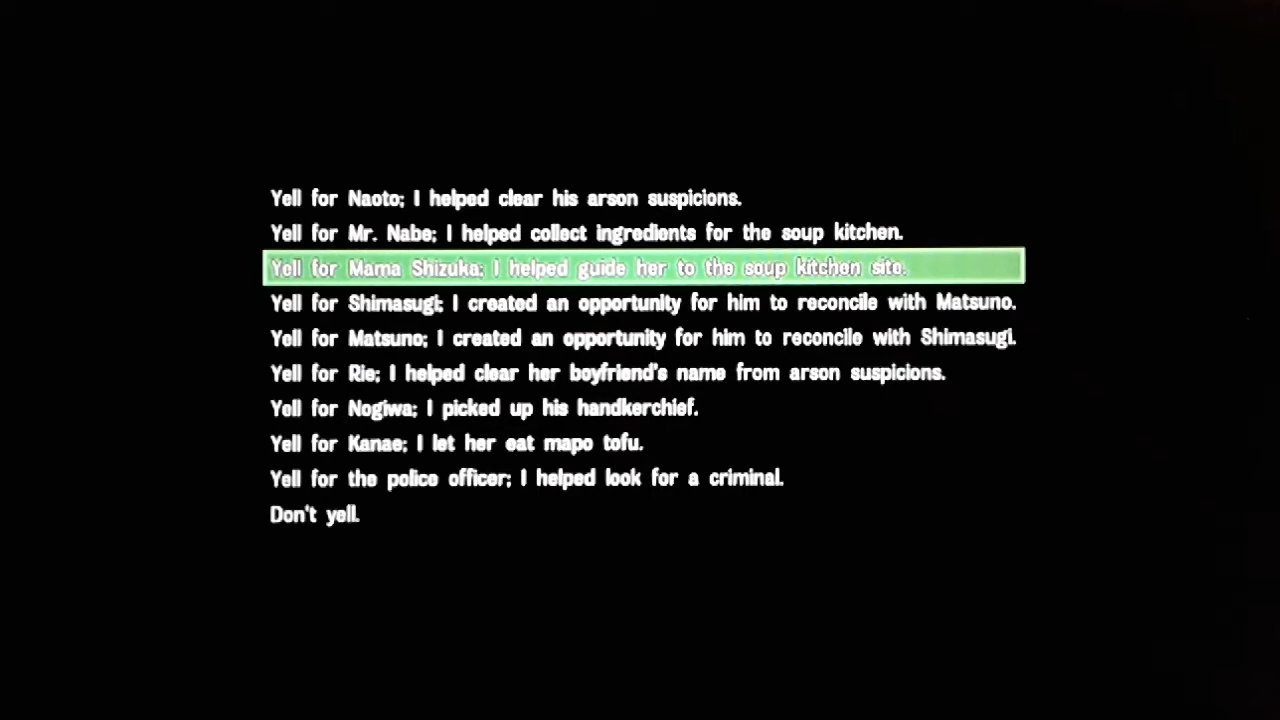 Yell for Naoto; I helped clear his arson suspicions.
Yell for Mr. Nabe; I helped collect ingredients for the soup kitchen.
Yell for Mama Shizuka; I helped guide her to the soup kitchen site.
Yell for Shimasugi; I created an opportunity for him to reconcile with Matsuno.
Yell for Matsuno; I created an opportunity for him to reconcile with Shimasugi.
Yell for Rie; I helped clear her boyfriend's name from arson suspicions.
Yell for Nogiwa; I picked up his handkerchief.
Yell for Kanae; I let her eat mapo tofu.
Yell for the police officer; I helped look for a criminal.
Don't yell.